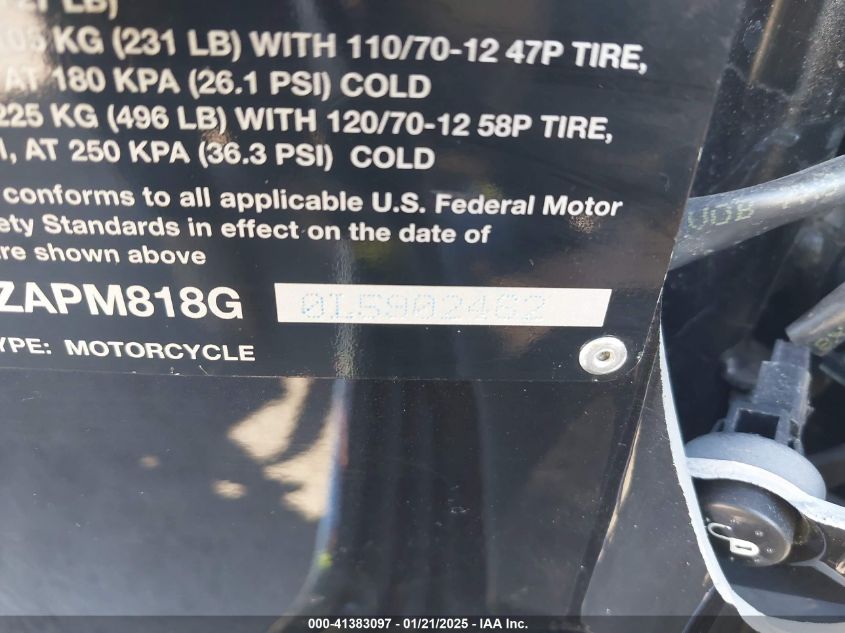 LB)
KG (231 LB) WITH 110/70-12 47P TIRE,
AT 180 KPA (26.1 PSI) COLD
225 KG (496 LB) WITH 120/70-12 58P TIRE,
I, AT 250 KPA (36.3 PSI) COLD
conforms to all applicable U.S. Federal Motor
ety Standards in effect on the date of
re shown above
ZAPM818G 0L5902462
YPE: MOTORCYCLE
000-41383097 - 01/21/2025 - IAA Inc.